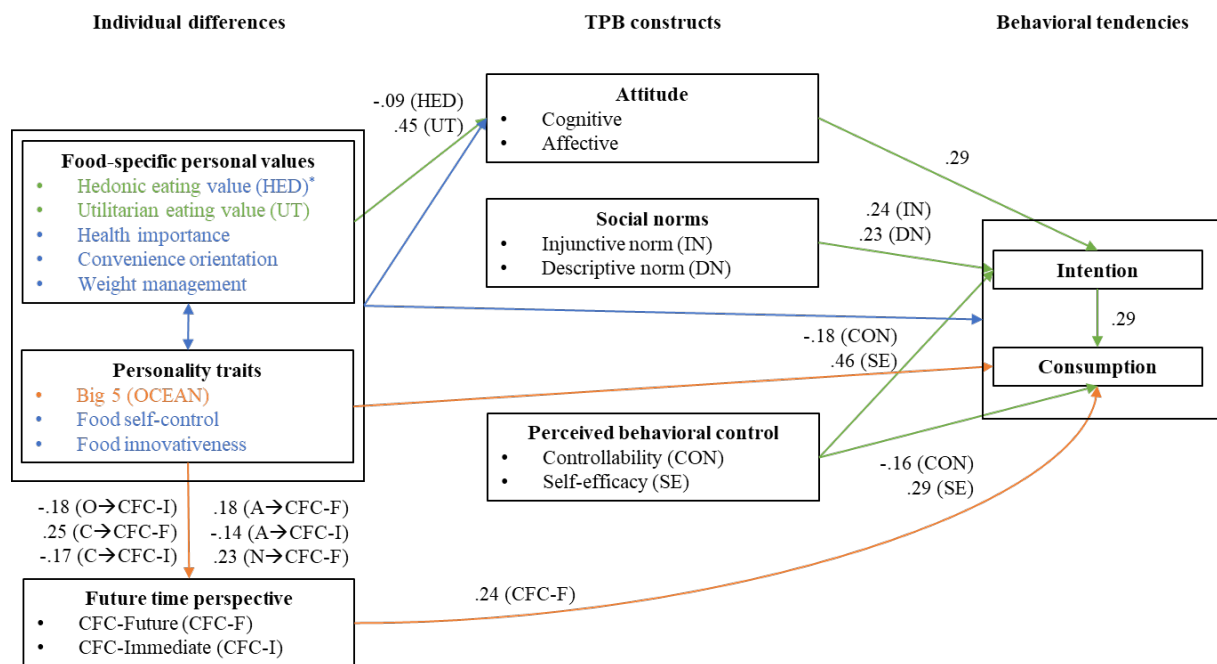 Individual differences
TPB constructs
Behavioral tendencies
-.09 (HED)
.45 (UT)
Attitude
• Cognitive
• Affective
Food-specific personal values
• Hedonic eating value (HED)*
• Utilitarian eating value (UT)
• Health importance
• Convenience orientation
• Weight management
.29
Social norms
• Injunctive norm (IN)
• Descriptive norm (DN)
.24 (IN)
.23 (DN)
Intention
.29
Consumption
-.18 (CON)
.46 (SE)
Personality traits
• Big 5 (OCEAN)
• Food self-control
• Food innovativeness
Perceived behavioral control
• Controllability (CON)
• Self-efficacy (SE)
-.16 (CON)
.29 (SE)
-.18 (O→CFC-I)
.25 (C→CFC-F)
-.17 (C→CFC-I)
.18 (A→CFC-F)
-.14 (A→CFC-I)
.23 (N→CFC-F)
Future time perspective
• CFC-Future (CFC-F)
• CFC-Immediate (CFC-I)
.24 (CFC-F)